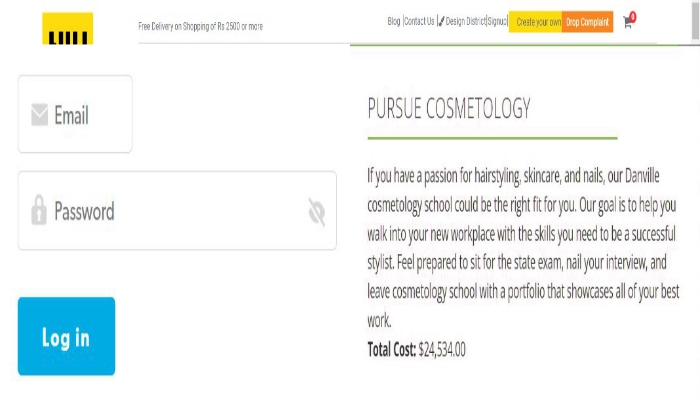 Free Delivery on Shopping of Rs 2500 or more
Blog |Contact Us | Design District|Signup| Create your own Drop Complaint 0
Email
Password
Log in
PURSUE COSMETOLOGY
If you have a passion for hairstyling, skincare, and nails, our Danville
cosmetology school could be the right fit for you. Our goal is to help you
walk into your new workplace with the skills you need to be a successful
stylist. Feel prepared to sit for the state exam, nail your interview, and
leave cosmetology school with a portfolio that showcases all of your best
work.
Total Cost: $24,534.00